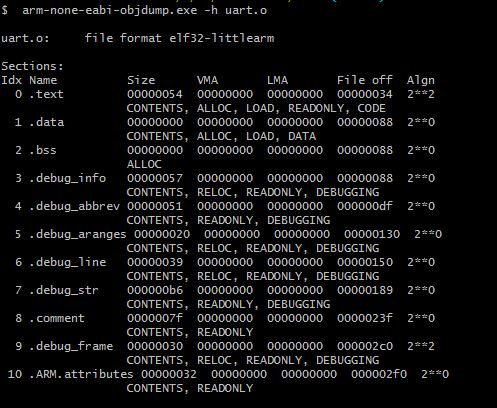 $  arm-none-eabi-objdump.exe -h uart.o
uart.o:     file format elf32-littlearm
Sections:
Idx Name          Size      VMA       LMA       File off  Algn
  0 .text         00000054  00000000  00000000  00000034  2**2
                  CONTENTS, ALLOC, LOAD, READONLY, CODE
  1 .data         00000000  00000000  00000000  00000088  2**0
                  CONTENTS, ALLOC, LOAD, DATA
  2 .bss          00000000  00000000  00000000  00000088  2**0
                  ALLOC
  3 .debug_info   00000057  00000000  00000000  00000088  2**0
                  CONTENTS, RELOC, READONLY, DEBUGGING
  4 .debug_abbrev 00000051  00000000  00000000  000000df  2**0
                  CONTENTS, READONLY, DEBUGGING
  5 .debug_aranges 00000020  00000000  00000000  00000130  2**0
                  CONTENTS, RELOC, READONLY, DEBUGGING
  6 .debug_line   00000039  00000000  00000000  00000150  2**0
                  CONTENTS, RELOC, READONLY, DEBUGGING
  7 .debug_str    000000b6  00000000  00000000  00000189  2**0
                  CONTENTS, READONLY, DEBUGGING
  8 .comment      0000007f  00000000  00000000  0000023f  2**0
                  CONTENTS, READONLY
  9 .debug_frame  00000030  00000000  00000000  000002c0  2**2
                  CONTENTS, RELOC, READONLY, DEBUGGING
 10 .ARM.attributes 00000032  00000000  00000000  000002f0  2**0
                  CONTENTS, READONLY